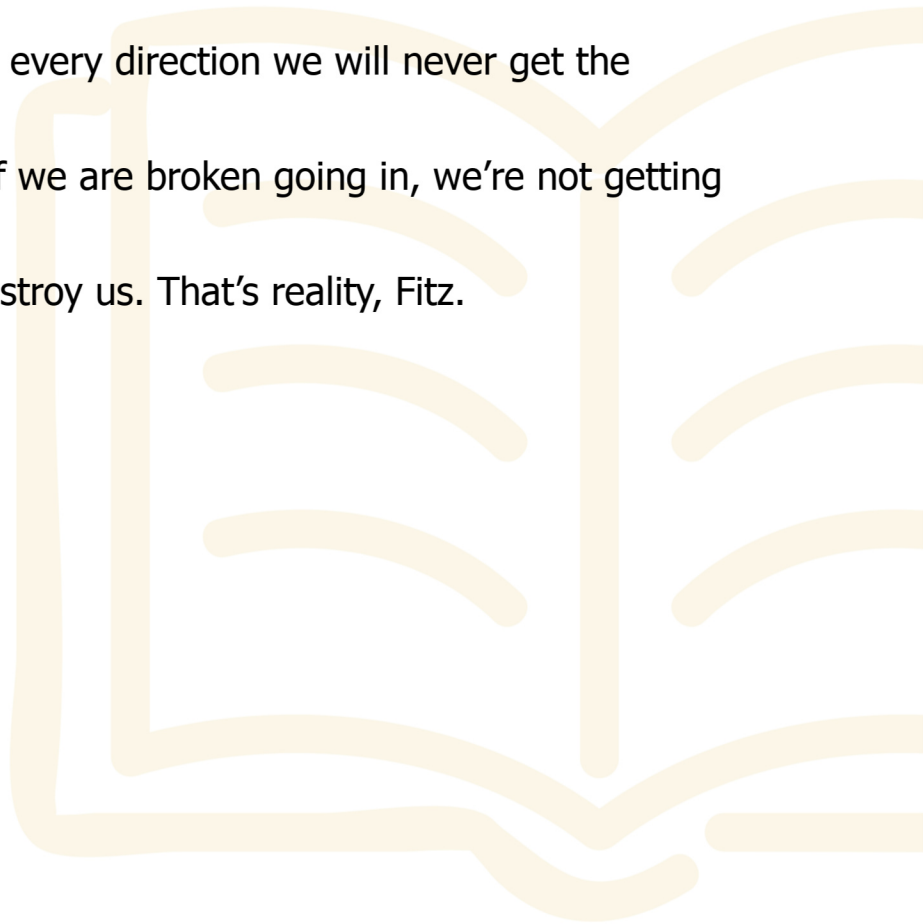 every direction we will never get the
f we are broken going in, we're not getting
stroy us. That's reality, Fitz.